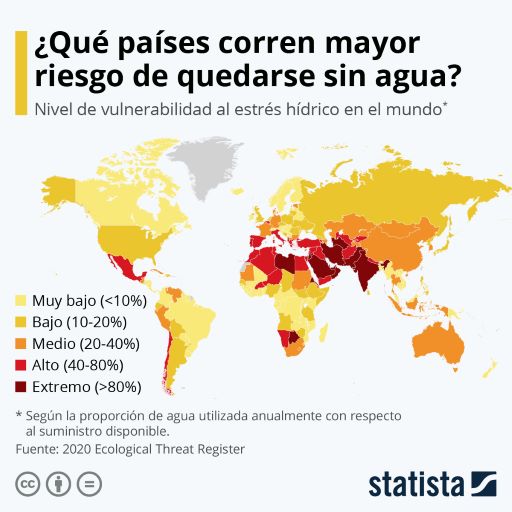 ¿Qué países corren mayor
riesgo de quedarse sin agua?
Nivel de vulnerabilidad al estrés hídrico en el mundo*
Muy bajo (<10%)
Bajo (10-20%)
Medio (20-40%)
Alto (40-80%)
Extremo (>80%)
* Según la proporción de agua utilizada anualmente con respecto
al suministro disponible.
Fuente: 2020 Ecological Threat Register
cc
statista